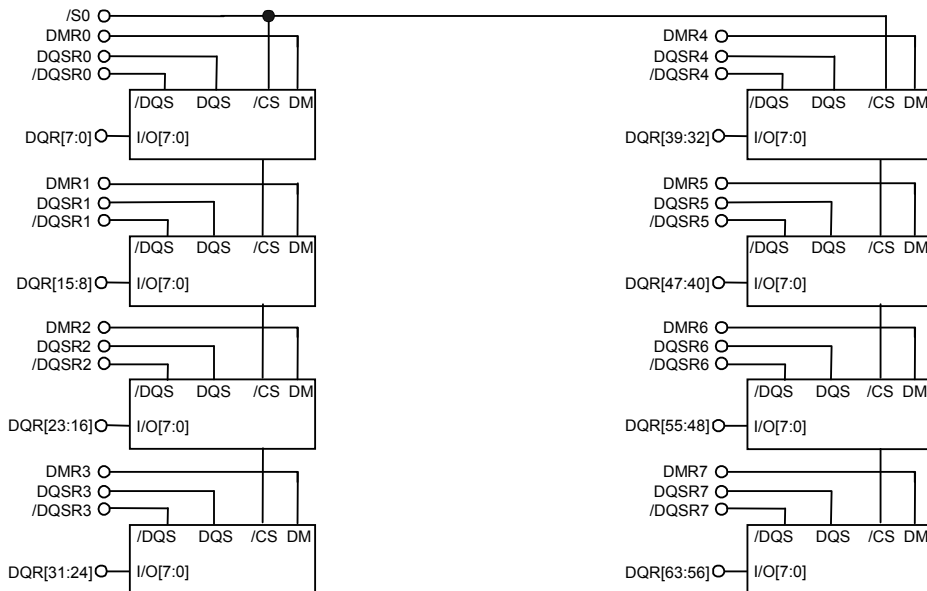 /S0
DMR0
DQSR0
/DQSR0
/DQS DQS /CS DM
DQR[7:0] I/O[7:0]
DMR1
DQSR1
/DQSR1
/DQS DQS /CS DM
DQR[15:8] I/O[7:0]
DMR2
DQSR2
/DQSR2
/DQS DQS /CS DM
DQR[23:16] I/O[7:0]
DMR3
DQSR3
/DQSR3
/DQS DQS /CS DM
DQR[31:24] I/O[7:0]
DMR4
DQSR4
/DQSR4
/DQS DQS /CS DM
DQR[39:32] I/O[7:0]
DMR5
DQSR5
/DQSR5
/DQS DQS /CS DM
DQR[47:40] I/O[7:0]
DMR6
DQSR6
/DQSR6
/DQS DQS /CS DM
DQR[55:48] I/O[7:0]
DMR7
DQSR7
/DQSR7
/DQS DQS /CS DM
DQR[63:56] I/O[7:0]